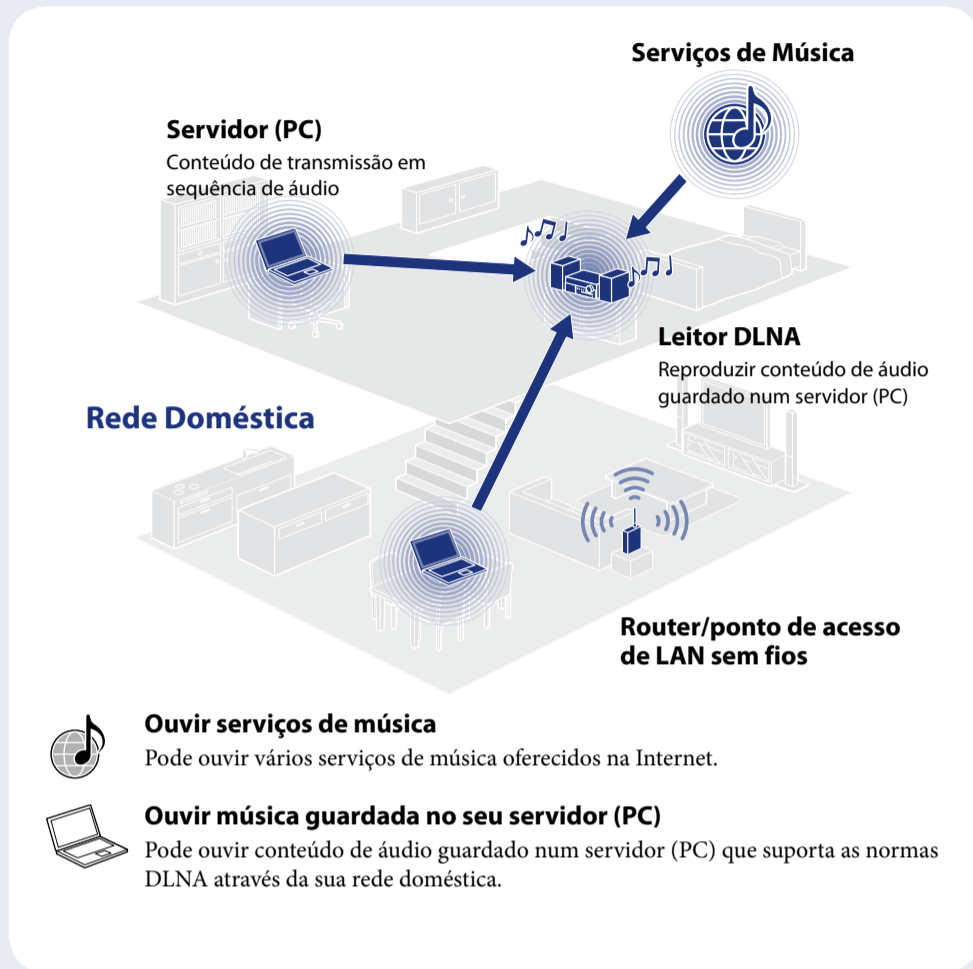 Serviços de Música
Servidor (PC)
Conteúdo de transmissão em
sequência de áudio
Leitor DLNA
Reproduzir conteúdo de áudio
guardado num servidor (PC)
Rede Doméstica
Router/ponto de acesso
de LAN sem fios
Ouvir serviços de música
Pode ouvir vários serviços de música oferecidos na Internet.
Ouvir música guardada no seu servidor (PC)
Pode ouvir conteúdo de áudio guardado num servidor (PC) que suporta as normas
DLNA através da sua rede doméstica.